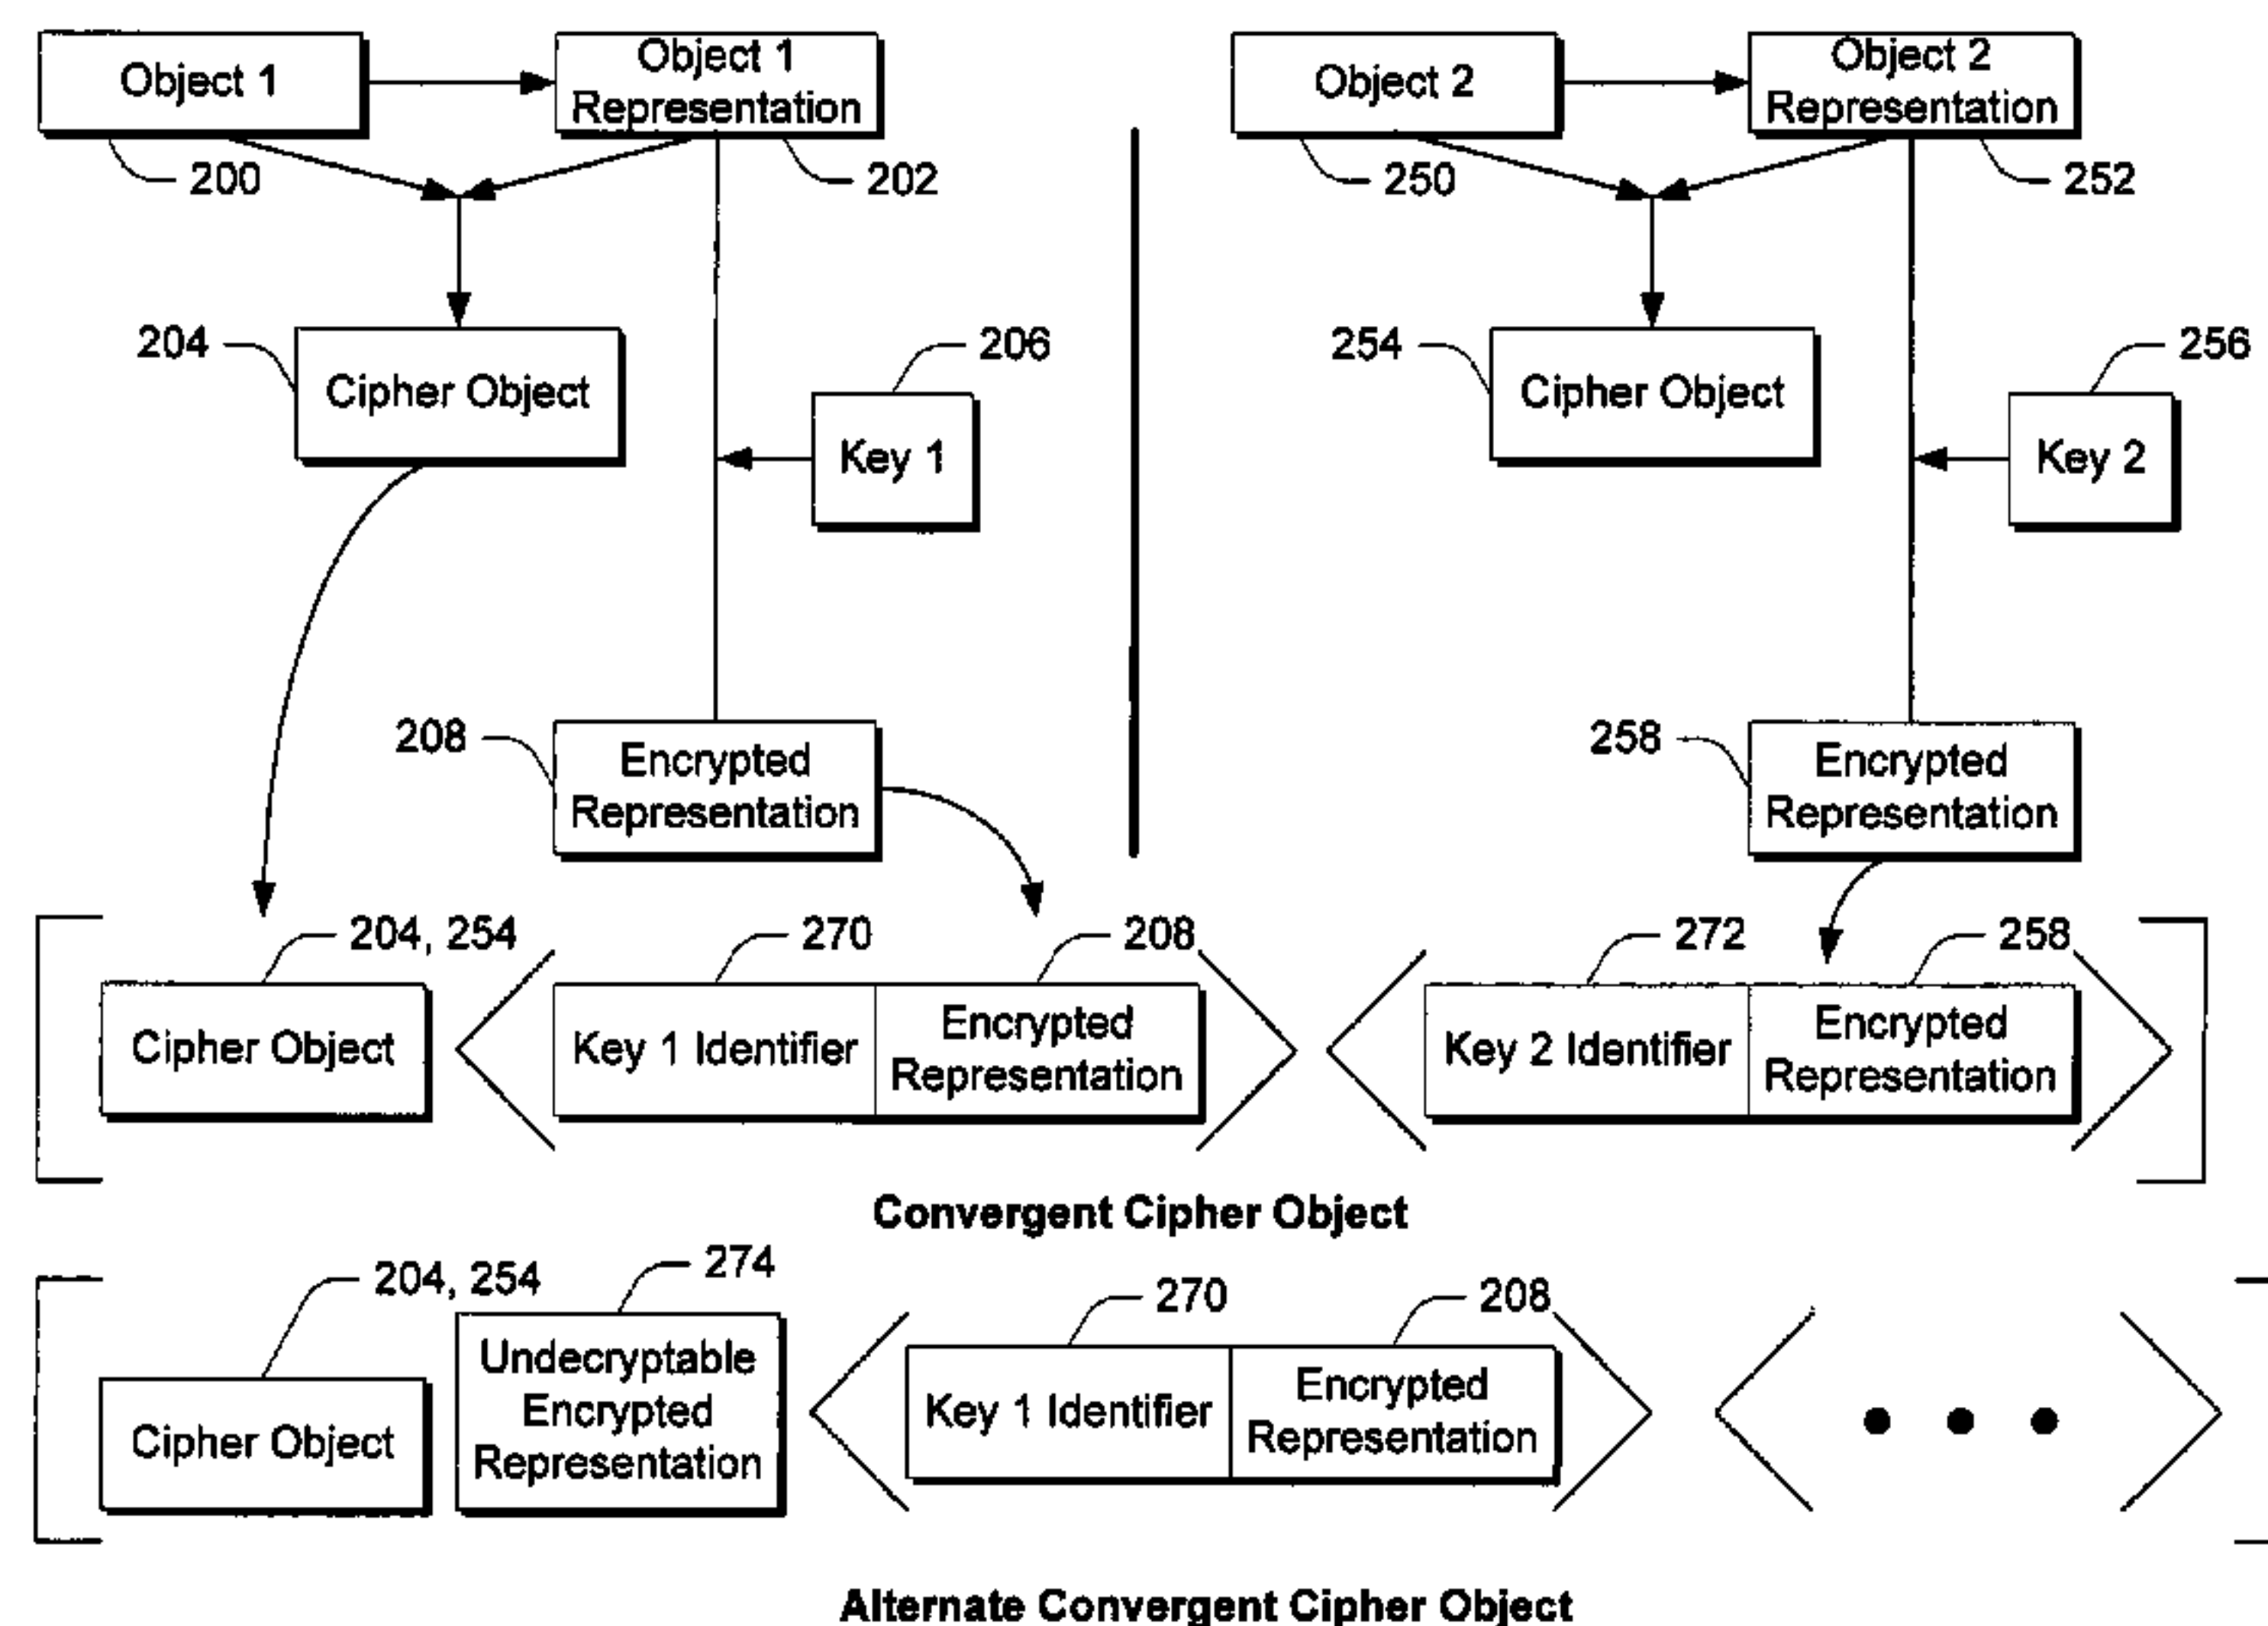 Object 1
Object 1
Representation
Object 2
Object 2
Representation
200
202
250
252
204
Cipher Object
206
Key 1
254
Cipher Object
256
Key 2
208
Encrypted
Representation
258
Encrypted
Representation
204, 254
270
208
272
258
Cipher Object
Key 1 Identifier
Encrypted
Representation
Key 2 Identifier
Encrypted
Representation
Convergent Cipher Object
204, 254
274
270
208
Cipher Object
Undecryptable
Encrypted
Representation
Key 1 Identifier
Encrypted
Representation
Alternate Convergent Cipher Object